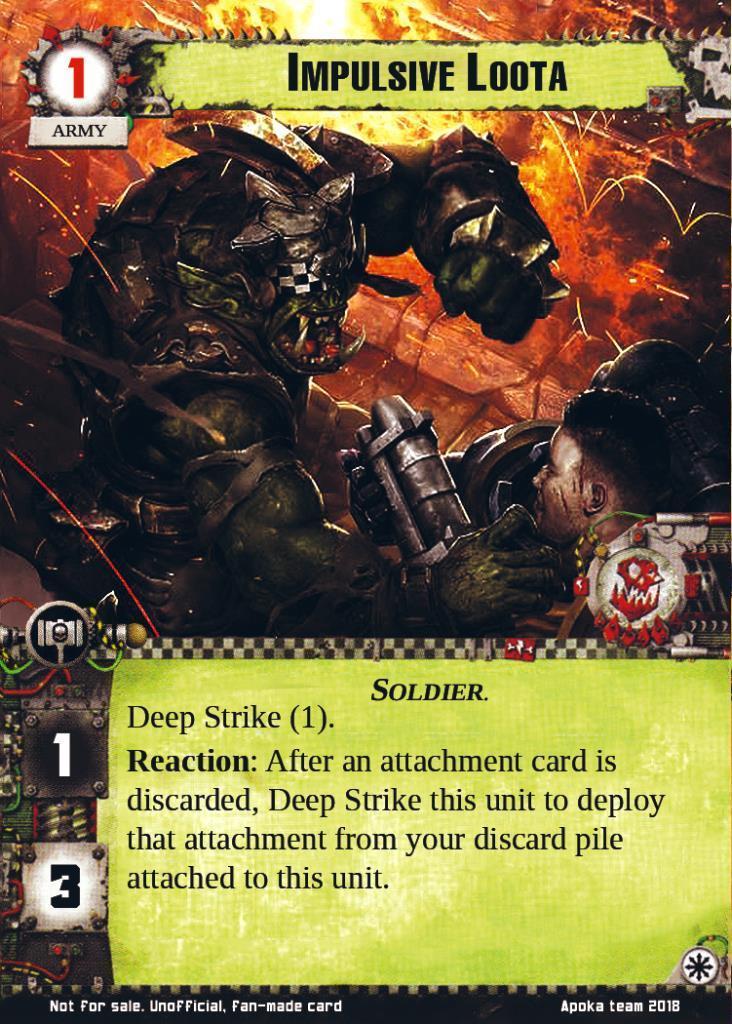 1
IMPULSIVE LOOTA
ARMY
SOLDIER.
Deep Strike (1).
Reaction: After an attachment card is
discarded, Deep Strike this unit to deploy
that attachment from your discard pile
attached to this unit.
1
3
Not for sale. Unofficial, fan-made card
Apoka team 2018